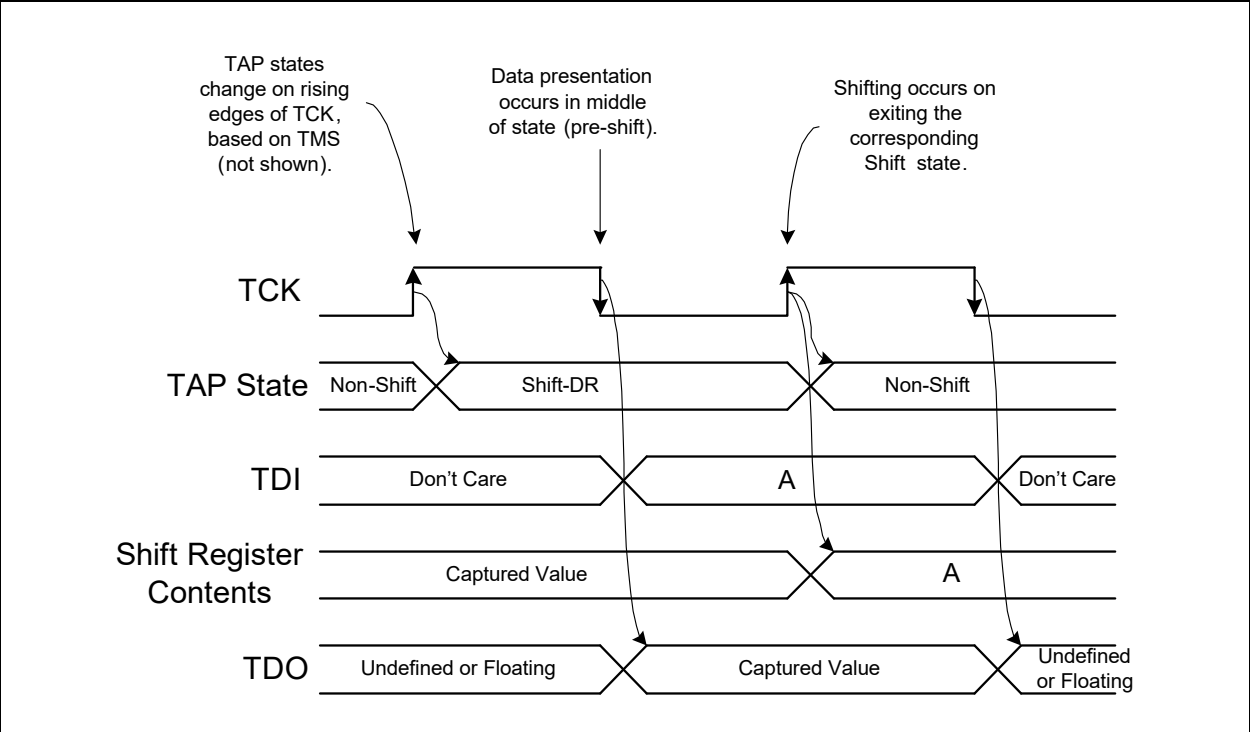 TAP states
change on rising
edges of TCK,
based on TMS
(not shown).
Data presentation
occurs in middle
of state (pre-shift).
Shifting occurs on
exiting the
corresponding
Shift state.
TCK
TAP State
Non-Shift
Shift-DR
Non-Shift
TDI
Don't Care
A
Don't Care
Shift Register
Contents
Captured Value
A
TDO
Undefined or Floating
Captured Value
Undefined
or Floating